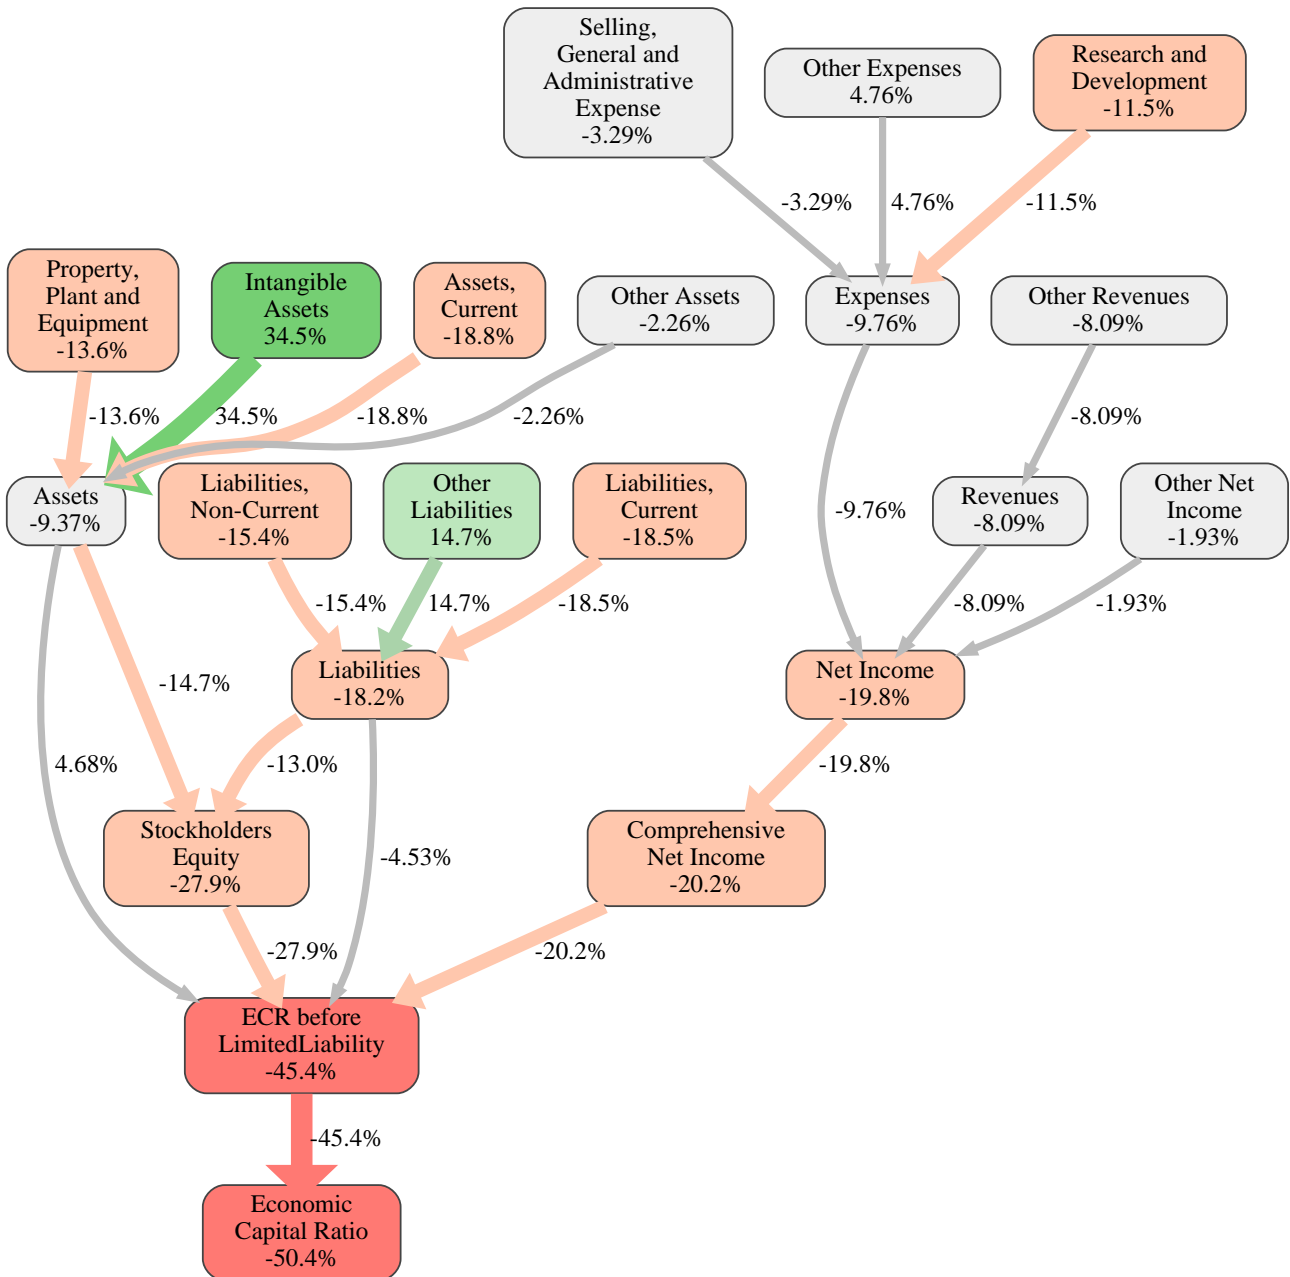 Selling,
General and
Administrative
Expense
-3.29%
Other Expenses
4.76%
Research and
Development
-11.5%
-3.29%
4.76%
-11.5%
Property,
Plant and
Equipment
-13.6%
Intangible
Assets
34.5%
Assets,
Current
-18.8%
Other Assets
-2.26%
Expenses
-9.76%
Other Revenues
-8.09%
-13.6%
34.5%
-18.8%
-2.26%
-8.09%
Assets
-9.37%
Liabilities,
Non-Current
-15.4%
Other
Liabilities
14.7%
Liabilities,
Current
-18.5%
-9.76%
Revenues
-8.09%
Other Net
Income
-1.93%
-15.4%
14.7%
-18.5%
-8.09%
-1.93%
-14.7%
Liabilities
-18.2%
Net Income
-19.8%
4.68%
-13.0%
-19.8%
Stockholders
Equity
-27.9%
-4.53%
Comprehensive
Net Income
-20.2%
-27.9%
-20.2%
ECR before
LimitedLiability
-45.4%
-45.4%
Economic
Capital Ratio
-50.4%